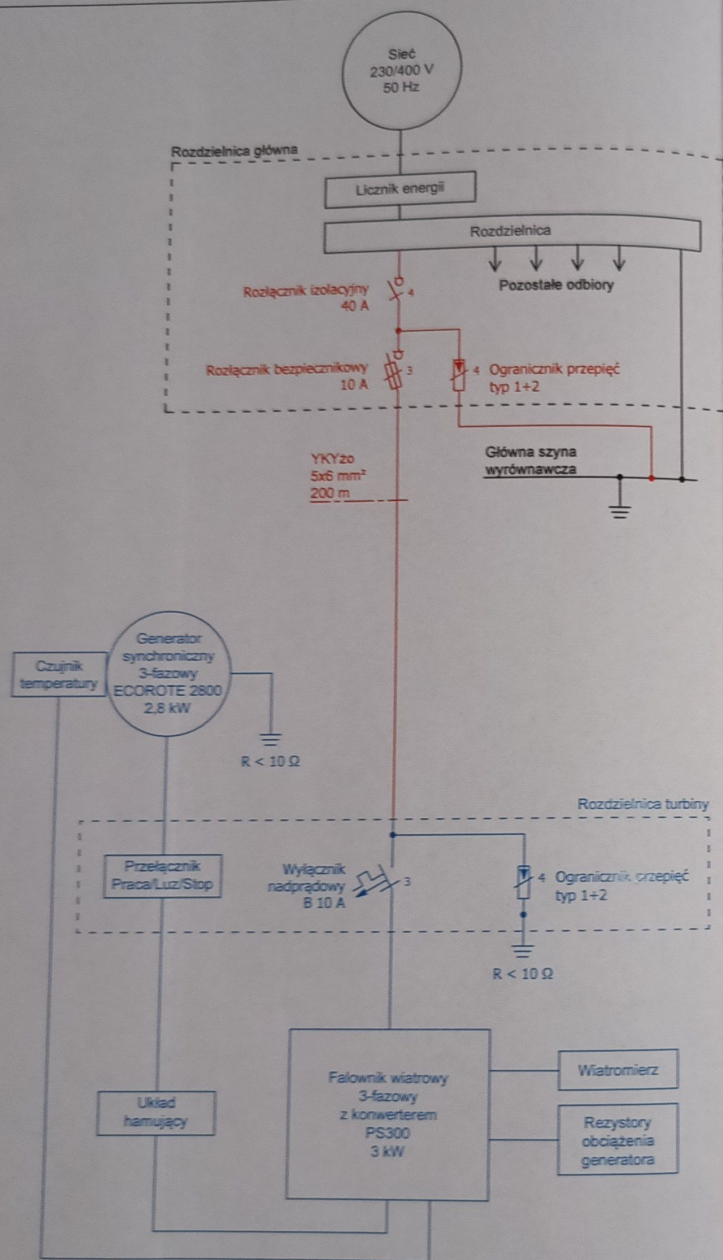 Sieć
230/400 V
50 Hz
Rozdzielnica główna
Licznik energii
Rozdzielnica
Pozostałe odbiory
Rozłącznik izolacyjny
40 A
4
Rozłącznik bezpiecznikowy
10 A
3
4 Ogranicznik przepięć
typ 1+2
YKYżo
5x6 mm²
200 m
Główna szyna
wyrównawcza
Czujnik
temperatury
Generator
synchroniczny
3-fazowy
ECOROTE 2800
2,8 kW
R < 10 Ω
Rozdzielnica turbiny
Przełącznik
Praca/Luz/Stop
Wyłącznik
nadprądowy
B 10 A
3
4 Ogranicznik przepięć
typ 1+2
R < 10 Ω
Układ
hamujący
Falownik wiatrowy
3-fazowy
z konwerterem
PS300
3 kW
Wiatromierz
Rezystory
obciążenia
generatora